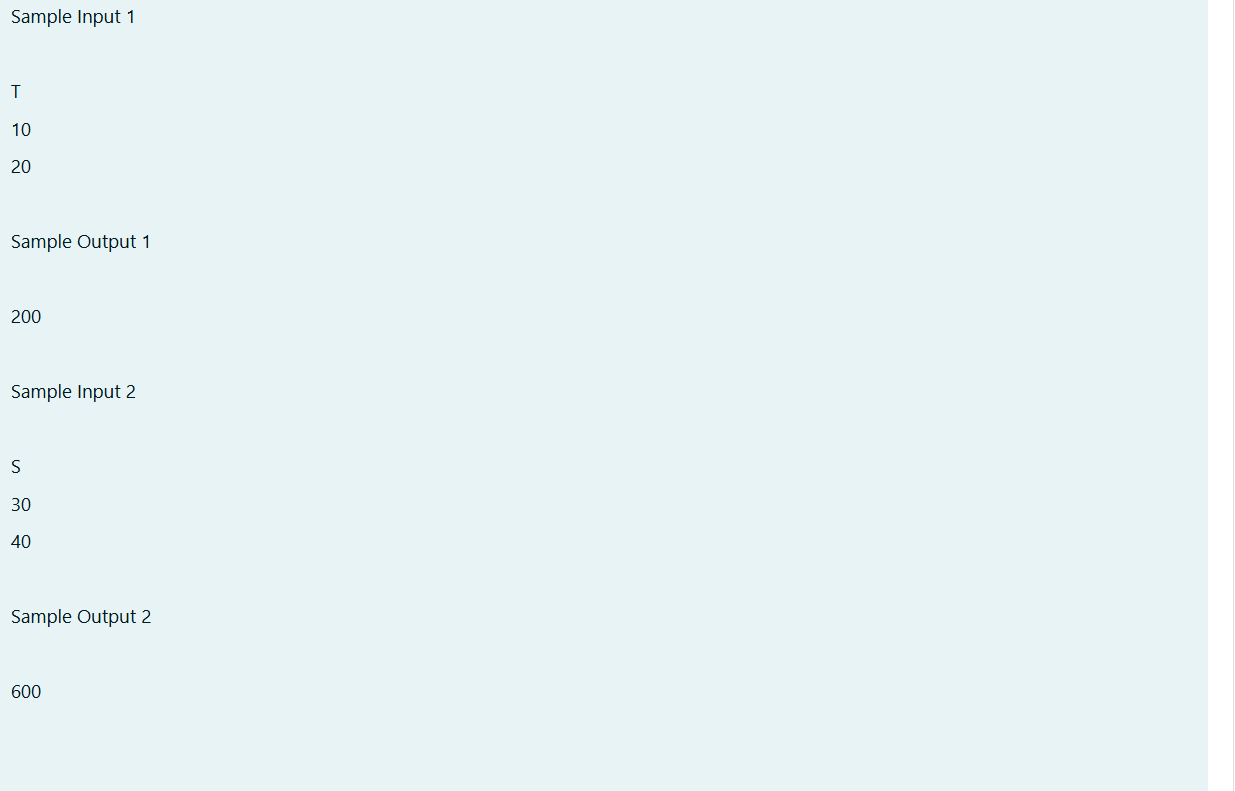 Sample Input 1
T
10
20
Sample Output 1
200
Sample Input 2
S
30
40
Sample Output 2
600